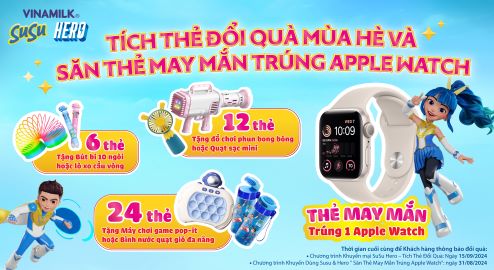 VINAMILK®
SuSu HERO
TÍCH THẺ ĐỔI QUÀ MÙA HÈ VÀ
SĂN THẺ MAY MẮN TRÚNG APPLE WATCH
6 thẻ
Tặng Bút bi 10 ngòi
hoặc lò xo cầu vồng
12 thẻ
Tặng đồ chơi phun bong bóng
hoặc Quạt sạc mini
24 thẻ
Tặng Máy chơi game pop-it
hoặc Bình nước quạt gió đa năng
10:09
THẺ MAY MẮN
Trúng 1 Apple Watch
Thời gian cuối cùng để Khách hàng thông báo đổi quà:
• Chương trình Khuyến mại SuSu Hero - Tích Thẻ Đổi Quà: Ngày 15/09/2024
• Chương trình Khuyến Dùng Susu & Hero " Săn Thẻ May Mắn Trúng Apple Watch": ngày 31/08/2024